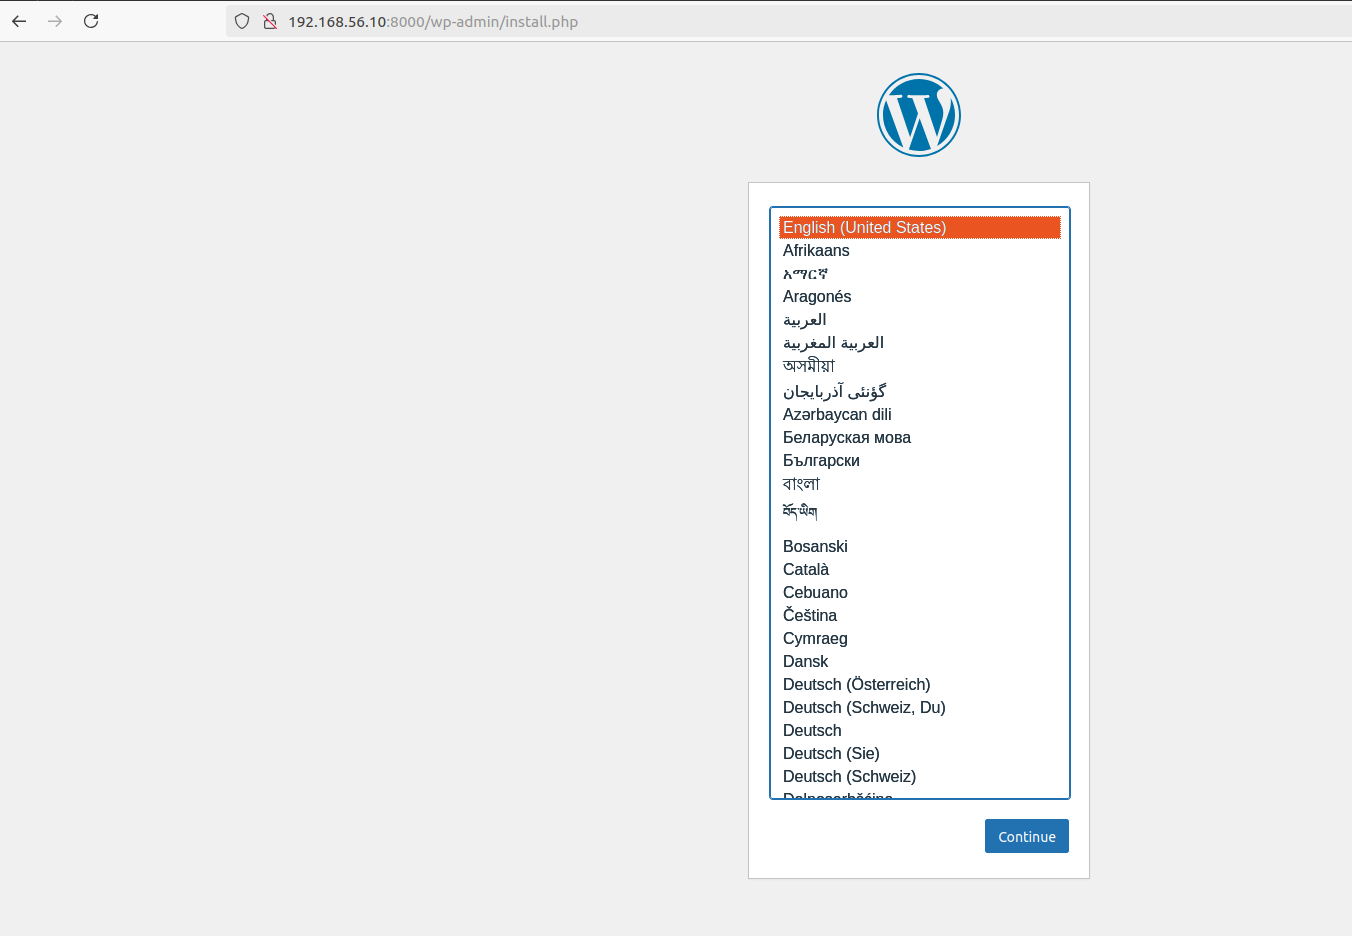 192.168.56.10:8000/wp-admin/install.php
English (United States)
Afrikaans
አማርኛ
Aragonés
العربية
العربية المغربية
অসমীয়া
گؤنئی آذربایجان
Azərbaycan dili
Беларуская мова
Български
বাংলা
བོད་ཡིག
Bosanski
Català
Cebuano
Čeština
Cymraeg
Dansk
Deutsch (Österreich)
Deutsch (Schweiz, Du)
Deutsch
Deutsch (Sie)
Deutsch (Schweiz)
Continue